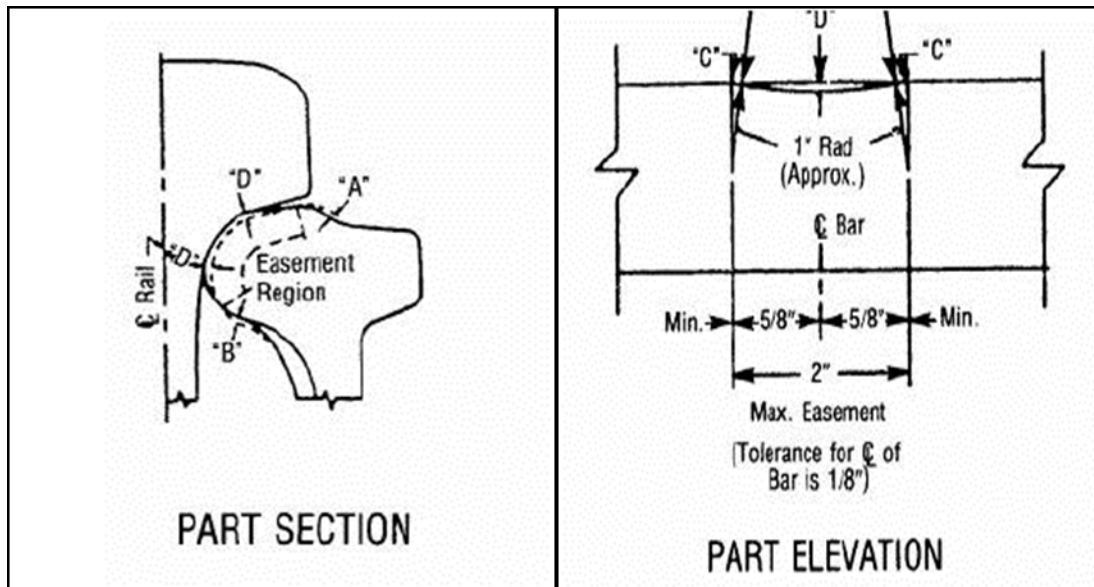 "D"
"A"
"D"
℄ Rail
Easement
Region
"B"
PART SECTION
"D"
"C"
"C"
1" Rad
(Approx.)
℄ Bar
Min.
5/8"
5/8"
Min.
2"
Max. Easement
(Tolerance for ℄ of
Bar is 1/8")
PART ELEVATION